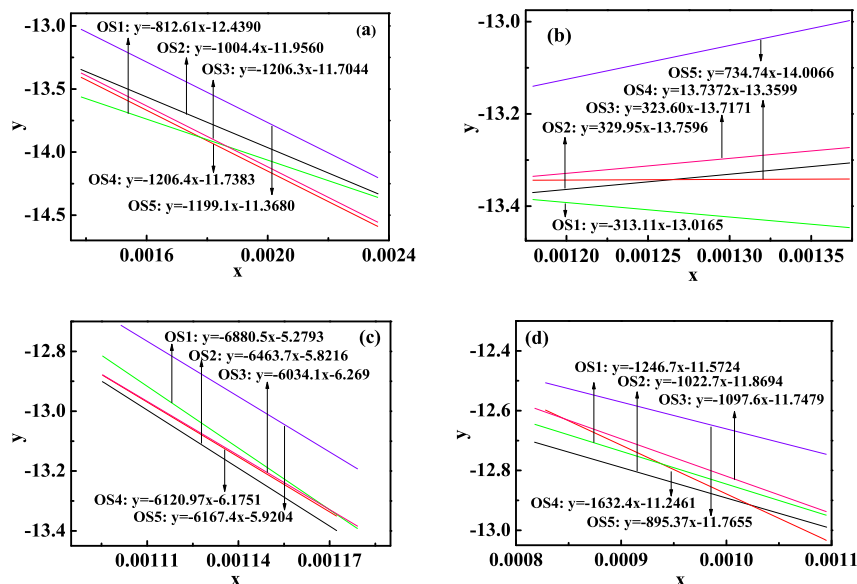 (a)
OS1: y=-812.61x-12.4390
OS2: y=-1004.4x-11.9560
OS3: y=-1206.3x-11.7044
OS4: y=-1206.4x-11.7383
OS5: y=-1199.1x-11.3680
-13.0
-13.5
-14.0
-14.5
y
0.0016
0.0020
0.0024
x
(b)
OS5: y=734.74x-14.0066
OS4: y=13.7372x-13.3599
OS3: y=323.60x-13.7171
OS2: y=329.95x-13.7596
OS1: y=-313.11x-13.0165
-13.0
-13.2
-13.4
y
0.00120
0.00125
0.00130
0.00135
x
(c)
OS1: y=-6880.5x-5.2793
OS2: y=-6463.7x-5.8216
OS3: y=-6034.1x-6.269
OS4: y=-6120.97x-6.1751
OS5: y=-6167.4x-5.9204
-12.8
-13.0
-13.2
-13.4
y
0.00111
0.00114
0.00117
x
(d)
OS1: y=-1246.7x-11.5724
OS2: y=-1022.7x-11.8694
OS3: y=-1097.6x-11.7479
OS4: y=-1632.4x-11.2461
OS5: y=-895.37x-11.7655
-12.4
-12.6
-12.8
-13.0
y
0.0008
0.0009
0.0010
0.0011
x